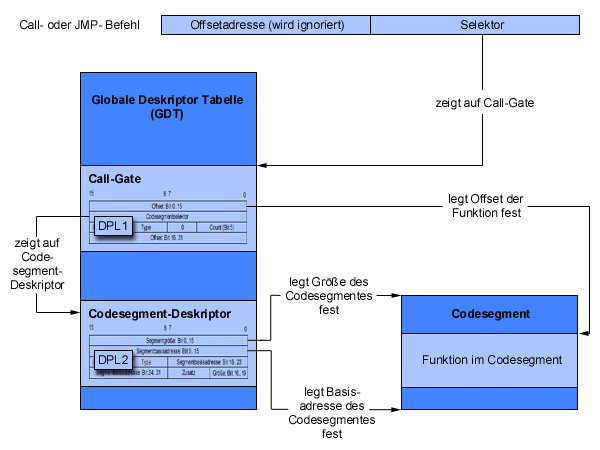 Call- oder JMP- Befehl
Offsetadresse (wird ignoriert)
Selektor
zeigt auf Call-Gate
Globale Deskriptor Tabelle
(GDT)
Call-Gate
15 8 7 0
Offset: Bit 0..15
Codesegmentselektor
DPL1
Type
0
Count (Bit 5)
Offset: Bit 16..31
legt Offset der
Funktion fest
zeigt auf
Code-
segment-
Deskriptor
Codesegment-Deskriptor
15 8 7 0
Segmentgröße: Bit 0..15
Segmentbasisadresse: Bit 0..15
DPL2
Type
Segmentbasisadresse: Bit 16..23
Segmentbasisadresse: Bit 24..31
Zusatz
Größe: Bit 16..19
legt Größe des
Codesegmentes
fest
legt Basis-
adresse des
Codesegmentes
fest
Codesegment
Funktion im Codesegment